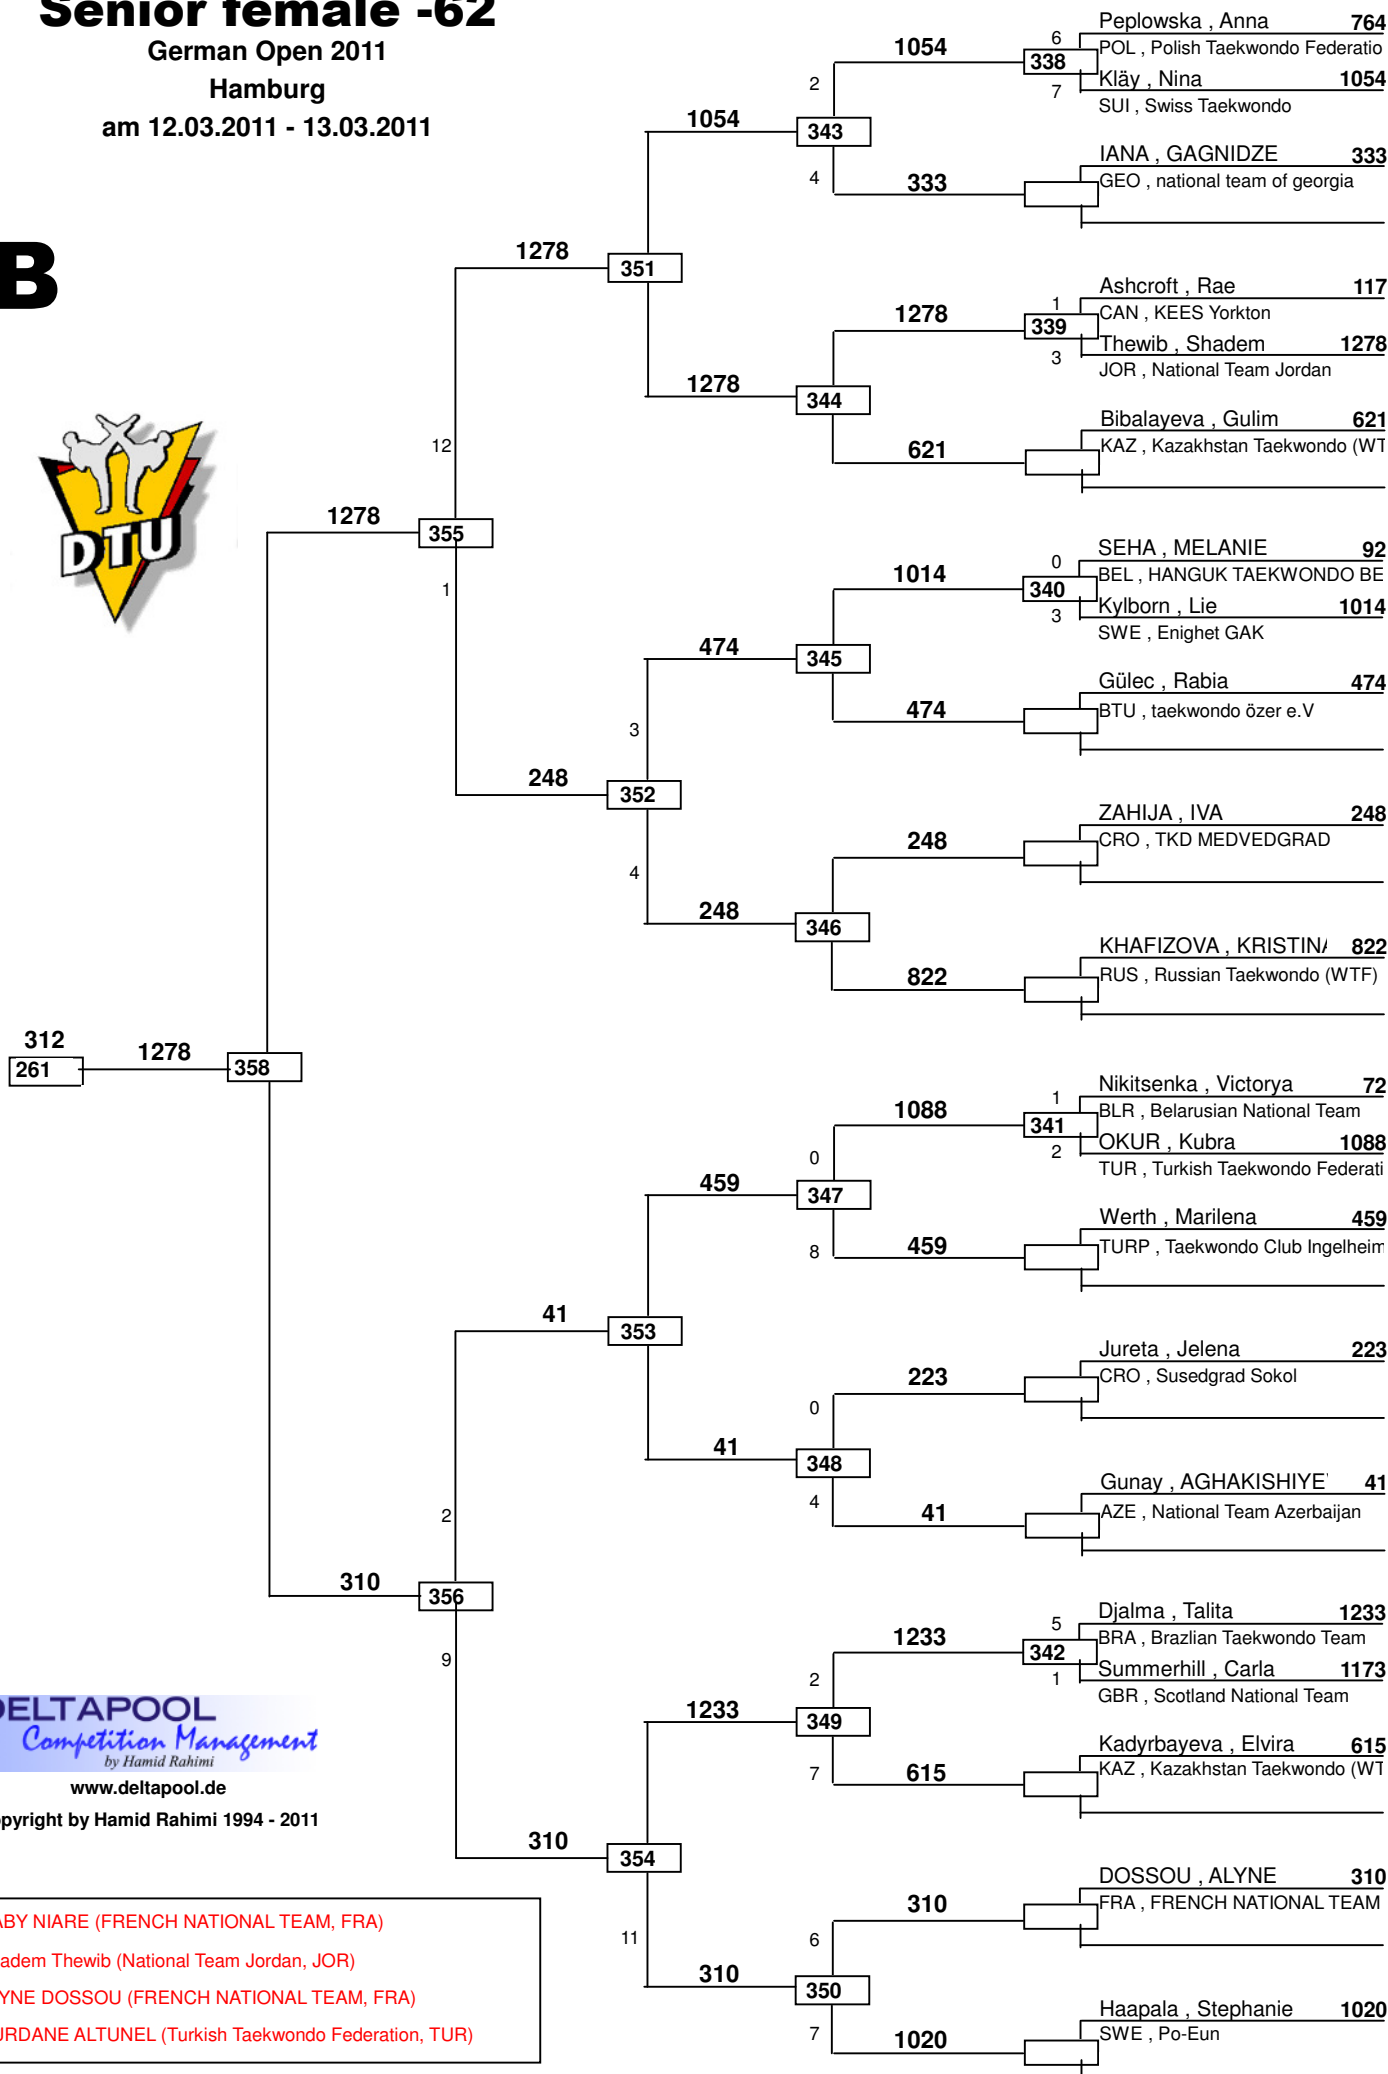 Senior female -62
German Open 2011
Hamburg
am 12.03.2011 - 13.03.2011
B
DTU
Peplowska , Anna 764
6
POL , Polish Taekwondo Federatio
1054
338
Kläy , Nina 1054
7
SUI , Swiss Taekwondo
2
1054
343
IANA , GAGNIDZE 333
GEO , national team of georgia
4
333
1278
351
Ashcroft , Rae 117
1
CAN , KEES Yorkton
1278
339
Thewib , Shadem 1278
3
JOR , National Team Jordan
1278
344
Bibalayeva , Gulim 621
KAZ , Kazakhstan Taekwondo (WT
621
12
1278
355
1
SEHA , MELANIE 92
0
BEL , HANGUK TAEKWONDO BE
1014
340
Kylborn , Lie 1014
3
SWE , Enighet GAK
474
345
Gülec , Rabia 474
BTU , taekwondo özer e.V
474
3
248
352
4
ZAHIJA , IVA 248
CRO , TKD MEDVEDGRAD
248
248
346
KHAFIZOVA , KRISTIN 822
RUS , Russian Taekwondo (WTF)
822
312
261
1278
358
Nikitsenka , Victorya 72
1
BLR , Belarusian National Team
1088
341
OKUR , Kubra 1088
2
TUR , Turkish Taekwondo Federati
0
459
347
Werth , Marilena 459
TURP , Taekwondo Club Ingelheim
8
459
41
353
Jureta , Jelena 223
CRO , Susedgrad Sokol
223
0
41
348
Gunay , AGHAKISHIYE 41
AZE , National Team Azerbaijan
4
41
2
310
356
9
Djalma , Talita 1233
5
BRA , Brazlian Taekwondo Team
1233
342
Summerhill , Carla 1173
1
GBR , Scotland National Team
2
1233
349
Kadyrbayeva , Elvira 615
KAZ , Kazakhstan Taekwondo (WT
7
615
310
354
DOSSOU , ALYNE 310
FRA , FRENCH NATIONAL TEAM
310
11
6
310
350
Haapala , Stephanie 1020
SWE , Po-Eun
7
1020
DELTAPOOL
Competition Management
by Hamid Rahimi
www.deltapool.de
opyright by Hamid Rahimi 1994 - 2011
ABY NIARE (FRENCH NATIONAL TEAM, FRA)
adem Thewib (National Team Jordan, JOR)
YNE DOSSOU (FRENCH NATIONAL TEAM, FRA)
URDANE ALTUNEL (Turkish Taekwondo Federation, TUR)